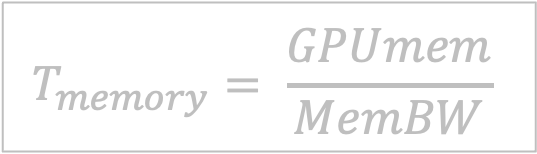 T_memory = GPUmem / MemBW